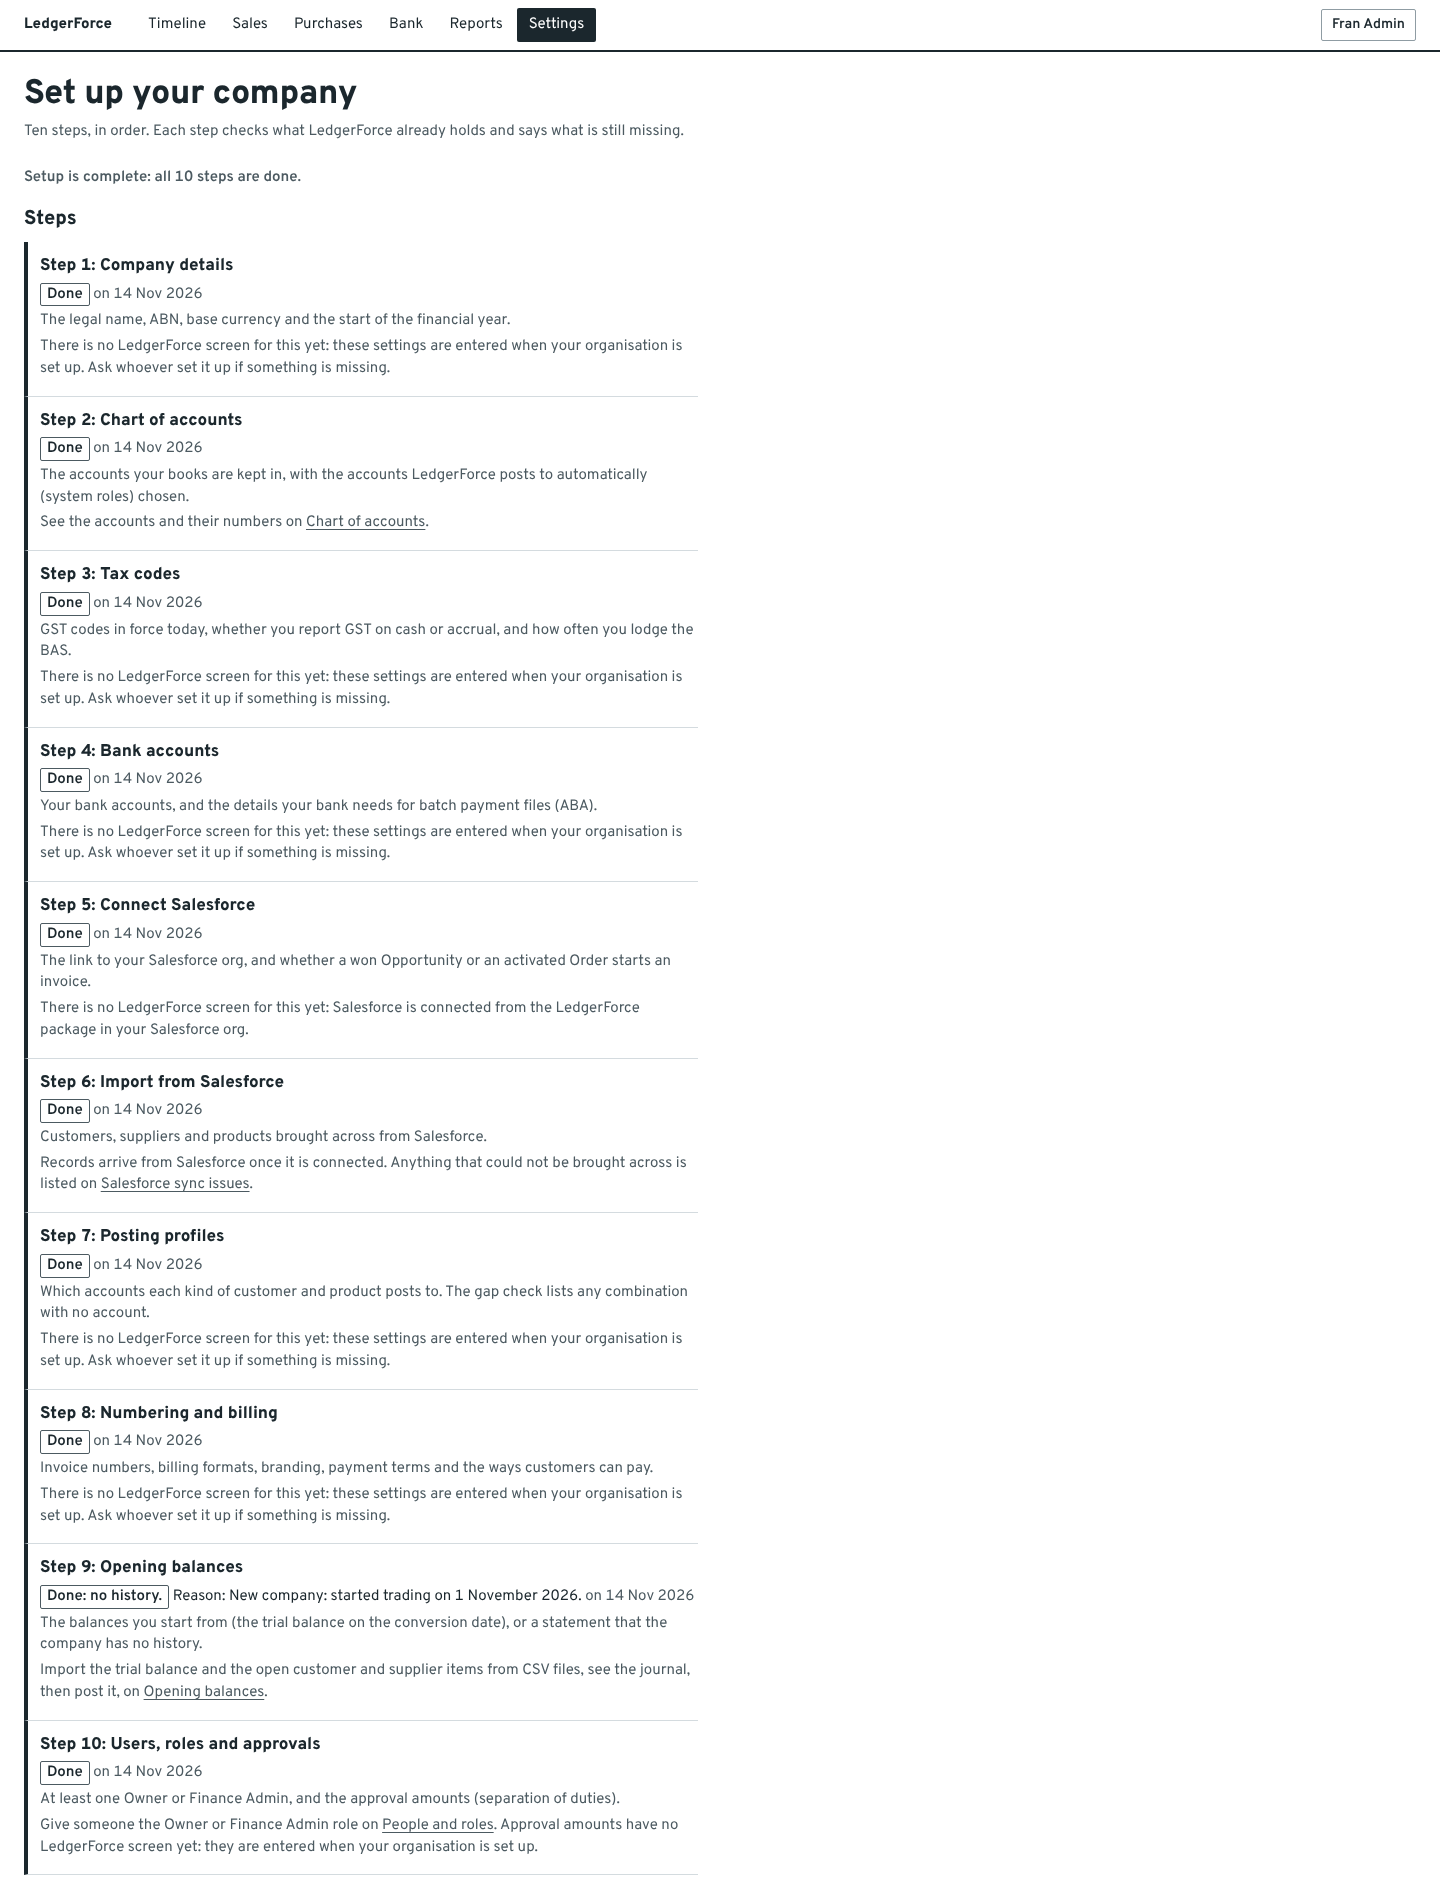 LedgerForce Timeline Sales Purchases Bank Reports Settings Fran Admin
Set up your company
Ten steps, in order. Each step checks what LedgerForce already holds and says what is still missing.
Setup is complete: all 10 steps are done.
Steps
Step 1: Company details
Done on 14 Nov 2026
The legal name, ABN, base currency and the start of the financial year.
There is no LedgerForce screen for this yet: these settings are entered when your organisation is
set up. Ask whoever set it up if something is missing.
Step 2: Chart of accounts
Done on 14 Nov 2026
The accounts your books are kept in, with the accounts LedgerForce posts to automatically
(system roles) chosen.
See the accounts and their numbers on Chart of accounts.
Step 3: Tax codes
Done on 14 Nov 2026
GST codes in force today, whether you report GST on cash or accrual, and how often you lodge the
BAS.
There is no LedgerForce screen for this yet: these settings are entered when your organisation is
set up. Ask whoever set it up if something is missing.
Step 4: Bank accounts
Done on 14 Nov 2026
Your bank accounts, and the details your bank needs for batch payment files (ABA).
There is no LedgerForce screen for this yet: these settings are entered when your organisation is
set up. Ask whoever set it up if something is missing.
Step 5: Connect Salesforce
Done on 14 Nov 2026
The link to your Salesforce org, and whether a won Opportunity or an activated Order starts an
invoice.
There is no LedgerForce screen for this yet: Salesforce is connected from the LedgerForce
package in your Salesforce org.
Step 6: Import from Salesforce
Done on 14 Nov 2026
Customers, suppliers and products brought across from Salesforce.
Records arrive from Salesforce once it is connected. Anything that could not be brought across is
listed on Salesforce sync issues.
Step 7: Posting profiles
Done on 14 Nov 2026
Which accounts each kind of customer and product posts to. The gap check lists any combination
with no account.
There is no LedgerForce screen for this yet: these settings are entered when your organisation is
set up. Ask whoever set it up if something is missing.
Step 8: Numbering and billing
Done on 14 Nov 2026
Invoice numbers, billing formats, branding, payment terms and the ways customers can pay.
There is no LedgerForce screen for this yet: these settings are entered when your organisation is
set up. Ask whoever set it up if something is missing.
Step 9: Opening balances
Done: no history. Reason: New company: started trading on 1 November 2026. on 14 Nov 2026
The balances you start from (the trial balance on the conversion date), or a statement that the
company has no history.
Import the trial balance and the open customer and supplier items from CSV files, see the journal,
then post it, on Opening balances.
Step 10: Users, roles and approvals
Done on 14 Nov 2026
At least one Owner or Finance Admin, and the approval amounts (separation of duties).
Give someone the Owner or Finance Admin role on People and roles. Approval amounts have no
LedgerForce screen yet: they are entered when your organisation is set up.